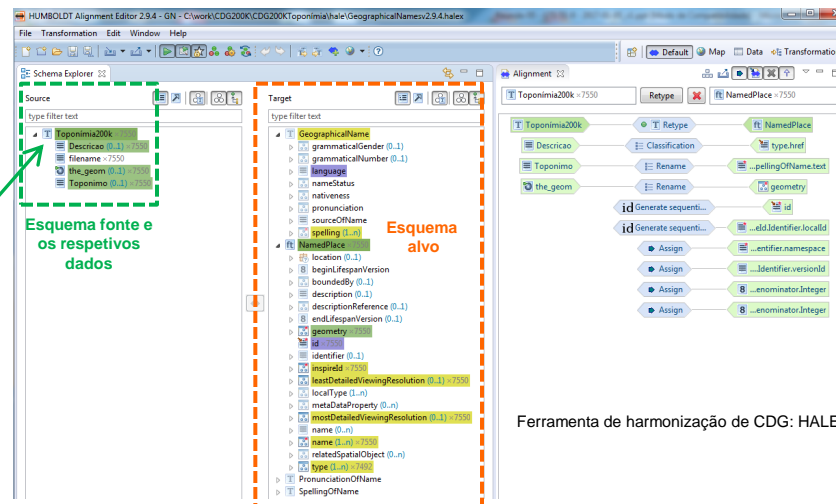 HUMBOLDT Alignment Editor 2.9.4 - GN - C:\work\CDG200K\CDG200KToponímia\hale\GeographicalNamesv2.9.4.halex
File Transformation Edit Window Help
Default Map Data Transformatio
Schema Explorer
Source
type filter text
Toponímia200k ×7550
Descricao (0..1) ×7550
filename ×7550
the_geom (0..1) ×7550
Toponimo (0..1) ×7550
Esquema fonte e
os respetivos
dados
Target
type filter text
GeographicalName
grammaticalGender (0..1)
grammaticalNumber (0..1)
language
nameStatus
nativeness
pronunciation
sourceOfName
spelling (1..n)
NamedPlace ×7550
location (0..1)
beginLifespanVersion
boundedBy (0..1)
description (0..1)
descriptionReference (0..1)
endLifespanVersion (0..1)
geometry ×7550
id ×7550
identifier (0..1)
inspireId ×7550
leastDetailedViewingResolution (0..1) ×7550
localType (1..n)
metaDataProperty (0..n)
mostDetailedViewingResolution (0..1) ×7550
name (0..n)
name (1..n) ×7550
relatedSpatialObject (0..n)
type (1..n) ×7492
PronunciationOfName
SpellingOfName
Esquema
alvo
Alignment
Toponímia200k ×7550 Retype NamedPlace ×7550
Toponímia200k Retype NamedPlace
Descricao Classification type.href
Toponimo Rename ...pellingOfName.text
the_geom Rename geometry
Generate sequenti... id
Generate sequenti... ...eId.Identifier.localId
Assign ...entifier.namespace
Assign ...Identifier.versionId
Assign ...enominator.Integer
Assign ...enominator.Integer
Ferramenta de harmonização de CDG: HALE